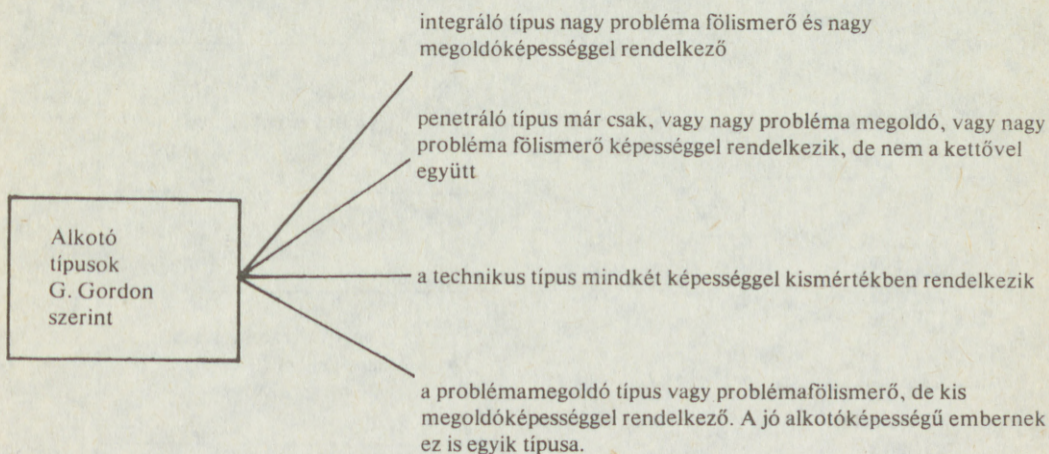 integráló típus nagy probléma fölismerő és nagy
megoldóképességgel rendelkező
penetráló típus már csak, vagy nagy probléma megoldó, vagy nagy
probléma fölismerő képességgel rendelkezik, de nem a kettővel
együtt
Alkotó
típusok
G. Gordon
szerint
a technikus típus mindkét képességgel kismértékben rendelkezik
a problémamegoldó típus vagy problémafölismerő, de kis
megoldóképességgel rendelkező. A jó alkotóképességű embernek
ez is egyik típusa.